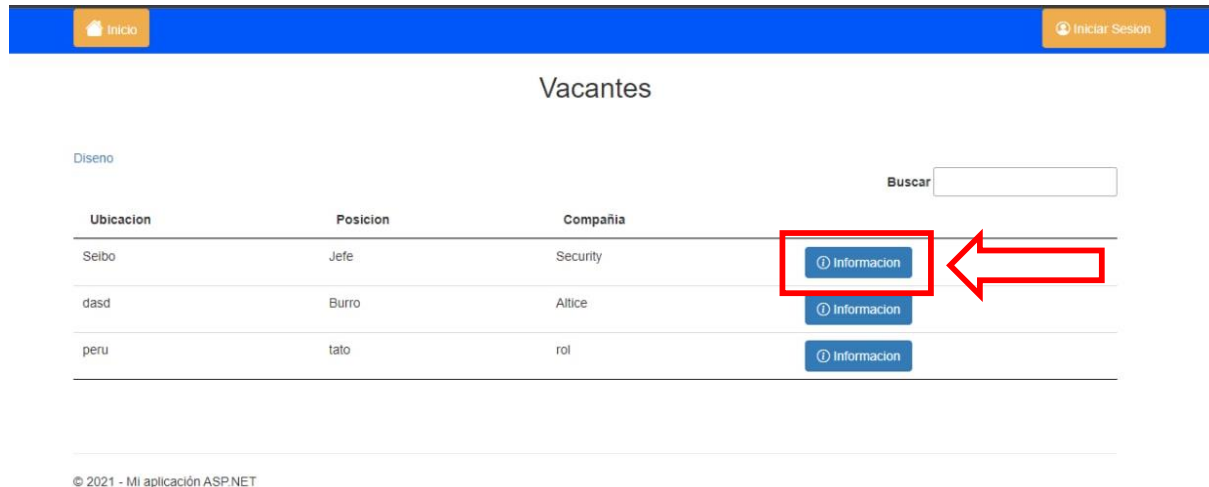 Inicio Iniciar Sesion
Vacantes
Diseno
Buscar
Ubicacion Posicion Compañia
Seibo Jefe Security Informacion
dasd Burro Altice Informacion
peru tato rol Informacion
© 2021 - Mi aplicación ASP.NET